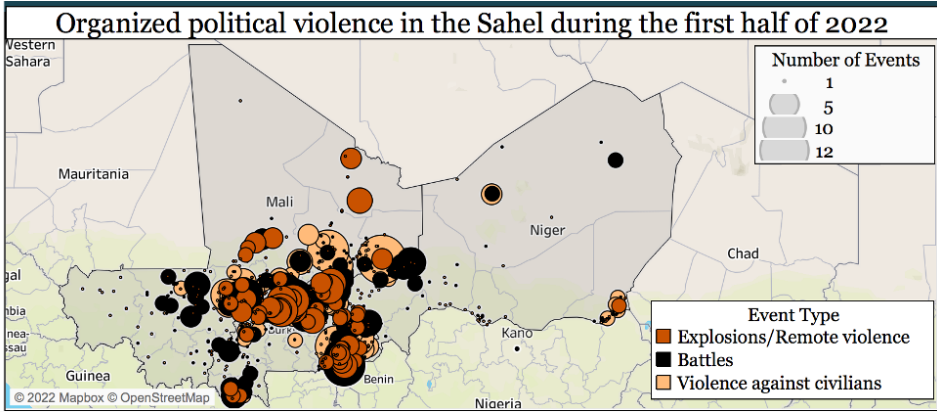 Organized political violence in the Sahel during the first half of 2022
Western
Sahara
Number of Events
1
5
10
12
Mauritania
Mali
Niger
Chad
Kano
Guinea
Benin
Nigeria
Event Type
Explosions/Remote violence
Battles
Violence against civilians
© 2022 Mapbox © OpenStreetMap